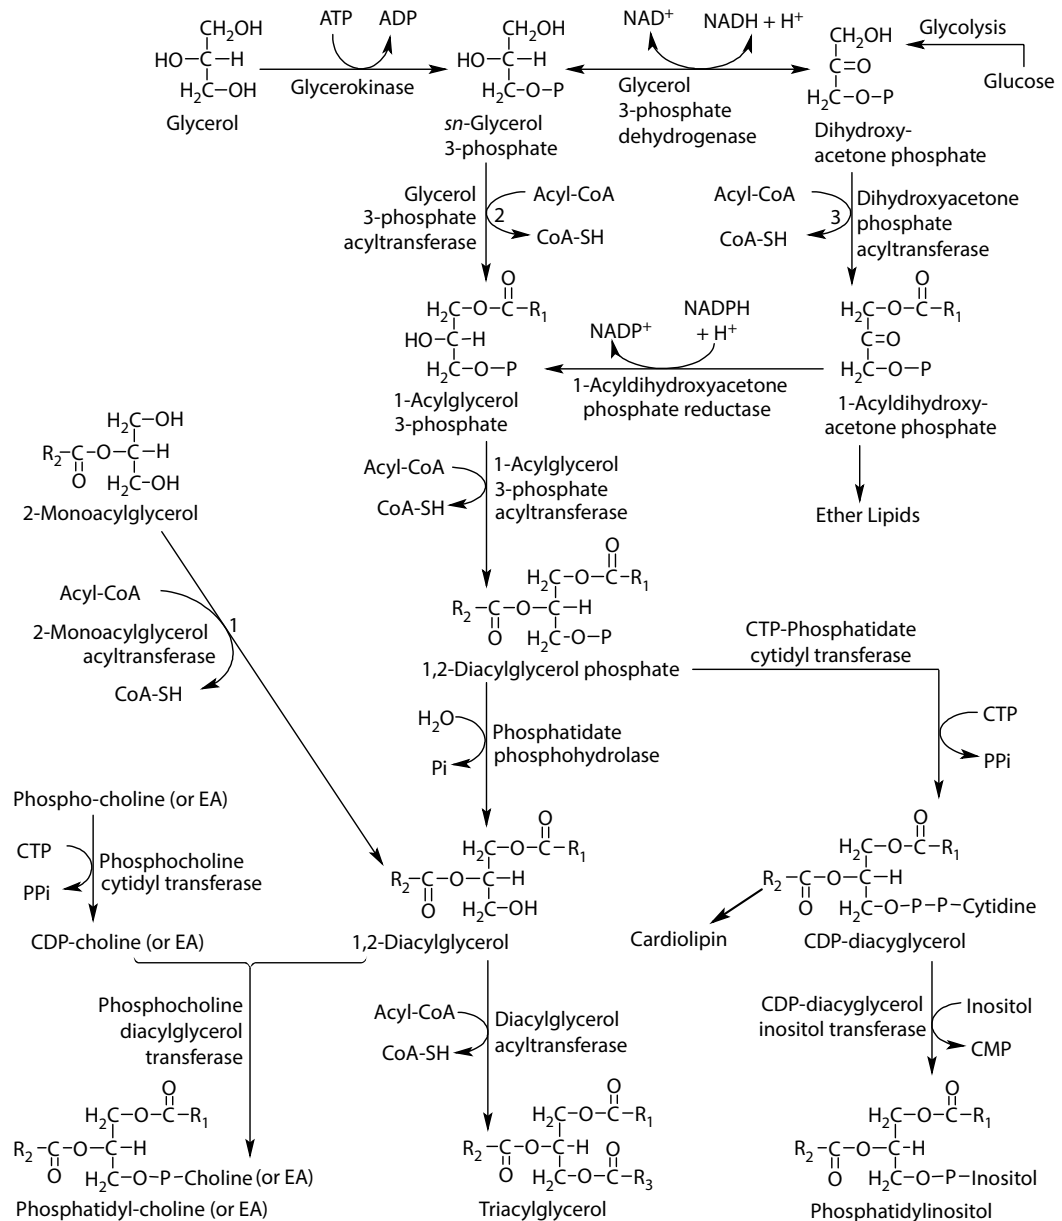 ATP
ADP
NAD+
NADH + H+
CH2OH
HO–C–H
H2C–OH
Glycerol
Glycerokinase
CH2OH
HO–C–H
H2C–O–P
sn-Glycerol
3-phosphate
Glycerol
3-phosphate
dehydrogenase
CH2OH
C=O
H2C–O–P
Dihydroxy-
acetone phosphate
Glycolysis
Glucose
Glycerol
3-phosphate
acyltransferase
2
Acyl-CoA
CoA-SH
Acyl-CoA
CoA-SH
3
Dihydroxyacetone
phosphate
acyltransferase
O
H2C–O–C–R1
HO–C–H
H2C–O–P
1-Acylglycerol
3-phosphate
NADPH
+ H+
NADP+
1-Acyldihydroxyacetone
phosphate reductase
O
H2C–O–C–R1
C=O
H2C–O–P
1-Acyldihydroxy-
acetone phosphate
Ether Lipids
H2C–OH
R2–C–O–C–H
O
H2C–OH
2-Monoacylglycerol
Acyl-CoA
CoA-SH
1-Acylglycerol
3-phosphate
acyltransferase
Acyl-CoA
1
2-Monoacylglycerol
acyltransferase
CoA-SH
O
H2C–O–C–R1
R2–C–O–C–H
O
H2C–O–P
1,2-Diacylglycerol phosphate
CTP-Phosphatidate
cytidyl transferase
H2O
Pi
Phosphatidate
phosphohydrolase
CTP
PPi
Phospho-choline (or EA)
CTP
PPi
Phosphocholine
cytidyl transferase
CDP-choline (or EA)
O
H2C–O–C–R1
R2–C–O–C–H
O
H2C–OH
1,2-Diacylglycerol
O
H2C–O–C–R1
R2–C–O–C–H
O
H2C–O–P–P–Cytidine
Cardiolipin
CDP-diacyglycerol
Phosphocholine
diacylglycerol
transferase
Acyl-CoA
CoA-SH
Diacylglycerol
acyltransferase
CDP-diacyglycerol
inositol transferase
Inositol
CMP
O
H2C–O–C–R1
R2–C–O–C–H
O
H2C–O–P–Choline (or EA)
Phosphatidyl-choline (or EA)
O
H2C–O–C–R1
R2–C–O–C–H
O
O
H2C–O–C–R3
Triacylglycerol
O
H2C–O–C–R1
R2–C–O–C–H
O
H2C–O–P–Inositol
Phosphatidylinositol